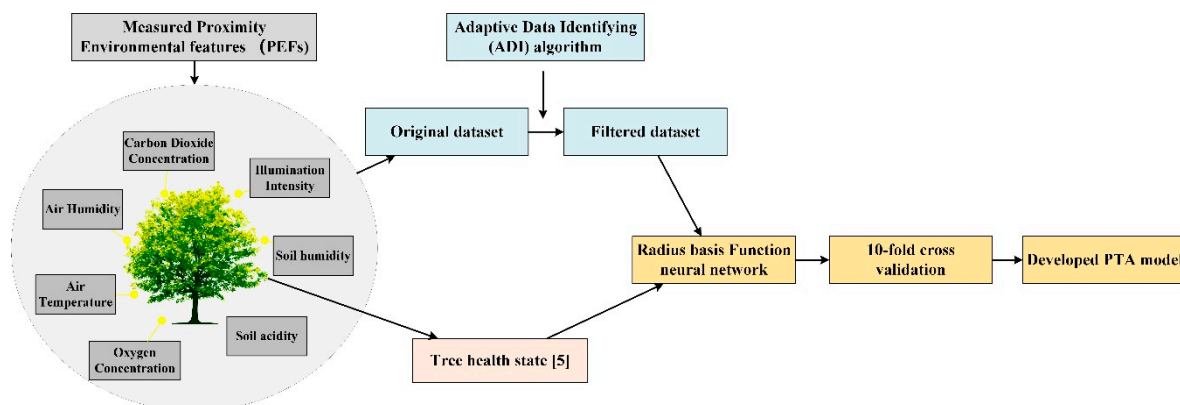 Measured Proximity
Environmental features （PEFs）
Adaptive Data Identifying
(ADI) algorithm
Carbon Dioxide
Concentration
Illumination
Intensity
Air Humidity
Soil humidity
Air
Temperature
Soil acidity
Oxygen
Concentration
Original dataset
Filtered dataset
Radius basis Function
neural network
10-fold cross
validation
Developed PTA model
Tree health state [5]